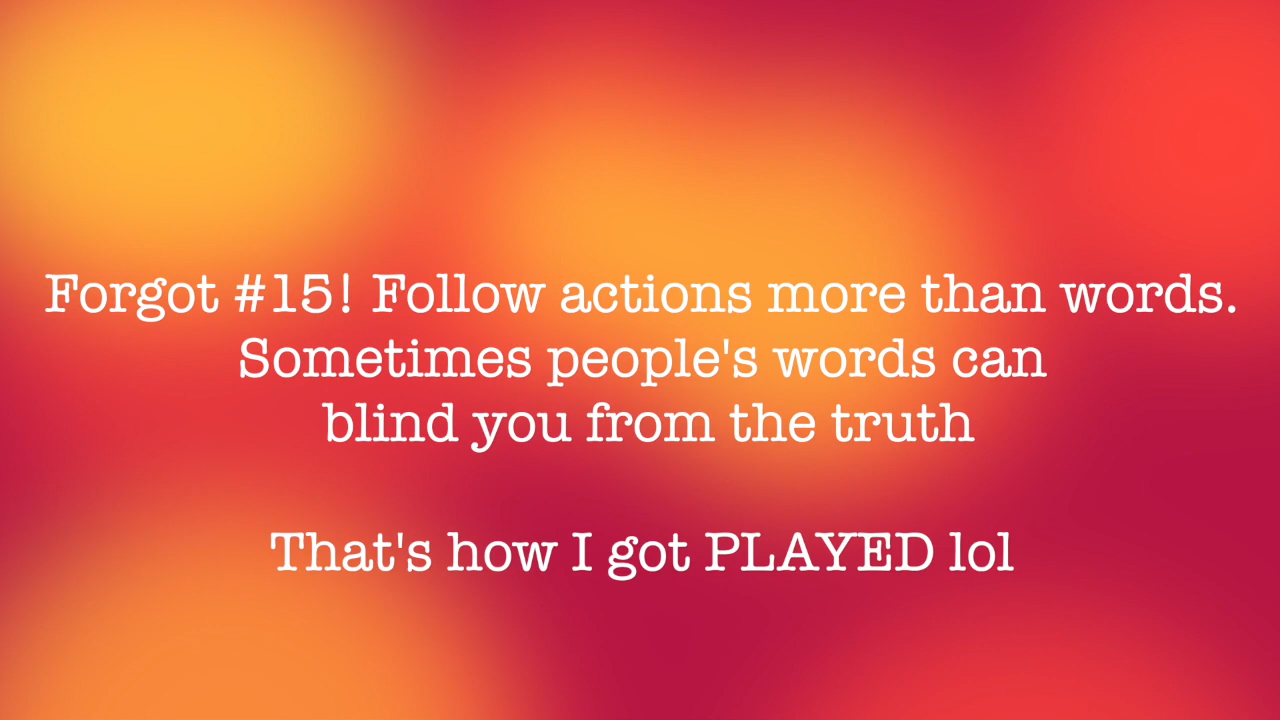 Forgot #15! Follow actions more than words.
Sometimes people's words can
blind you from the truth
That's how I got PLAYED lol